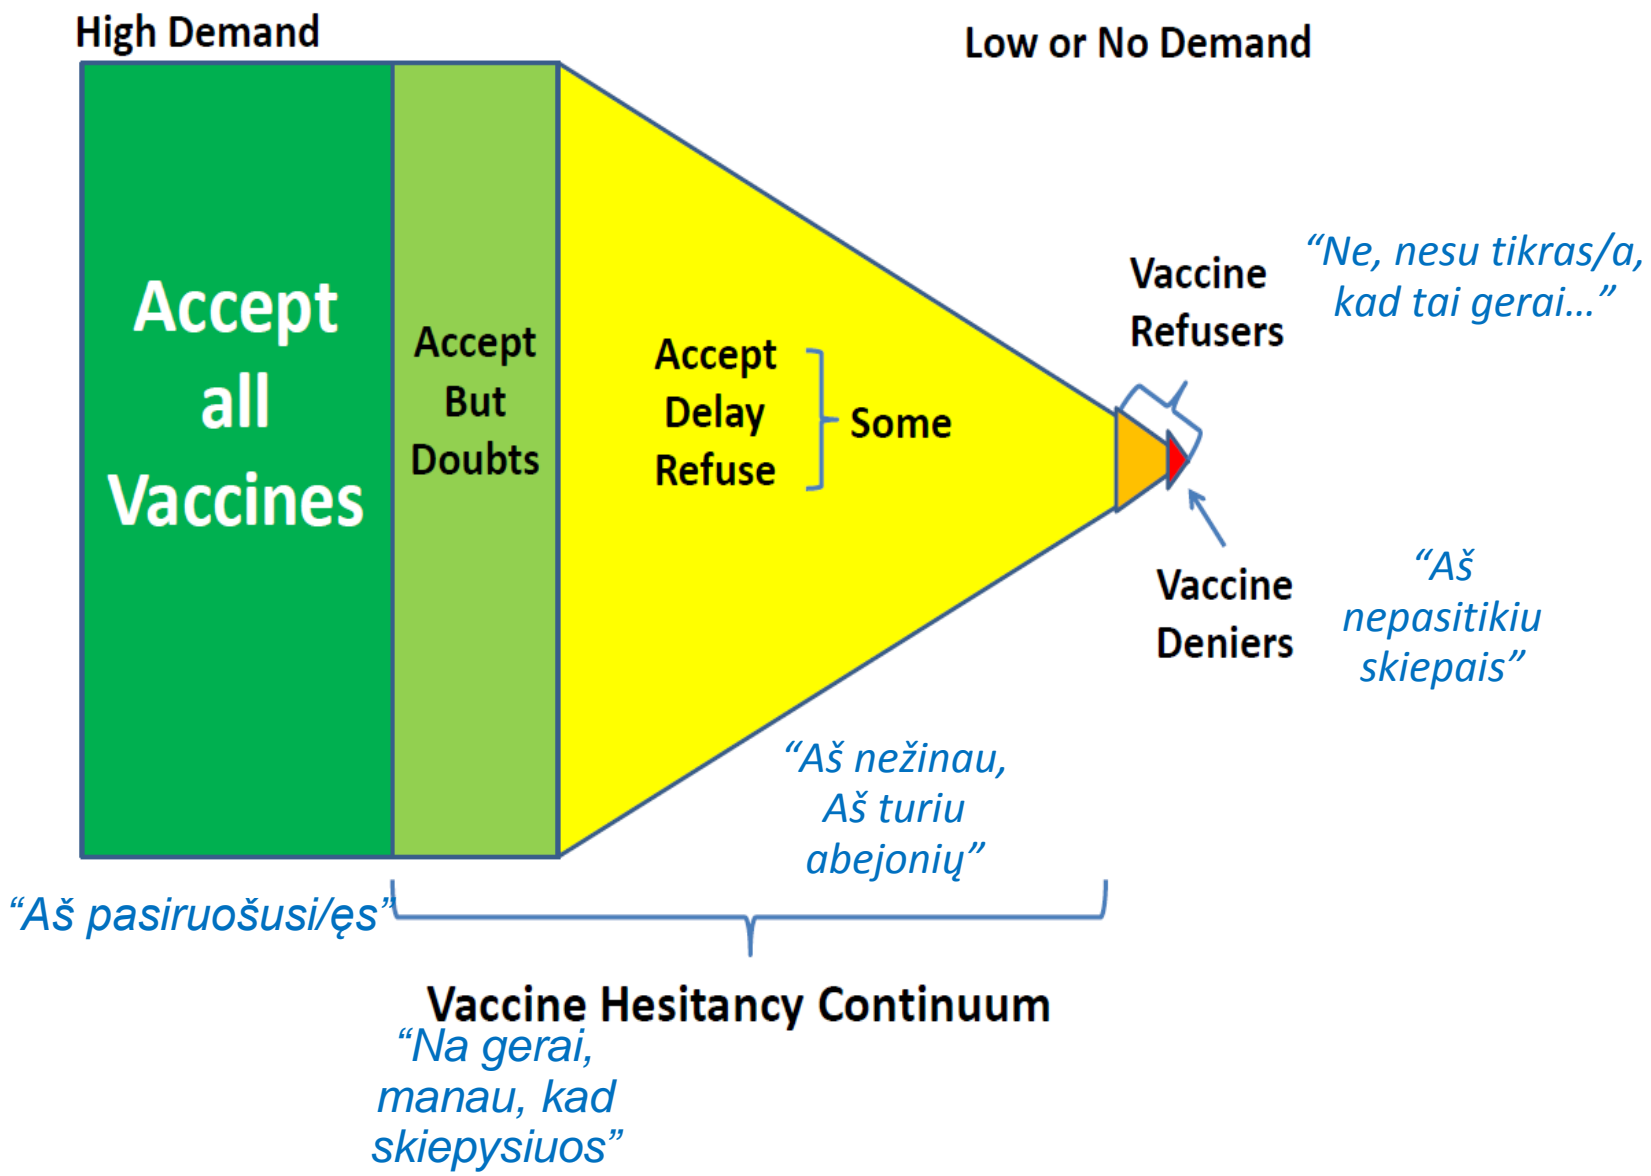 High Demand
Low or No Demand
Accept
all
Vaccines
Accept
But
Doubts
Accept
Delay
Refuse
Some
Vaccine
Refusers
“Ne, nesu tikras/a,
kad tai gerai…”
Vaccine
Deniers
“Aš
nepasitikiu
skiepais”
“Aš nežinau,
Aš turiu
abejonių”
“Aš pasiruošusi/ęs”
Vaccine Hesitancy Continuum
“Na gerai,
manau, kad
skiepysiuos”